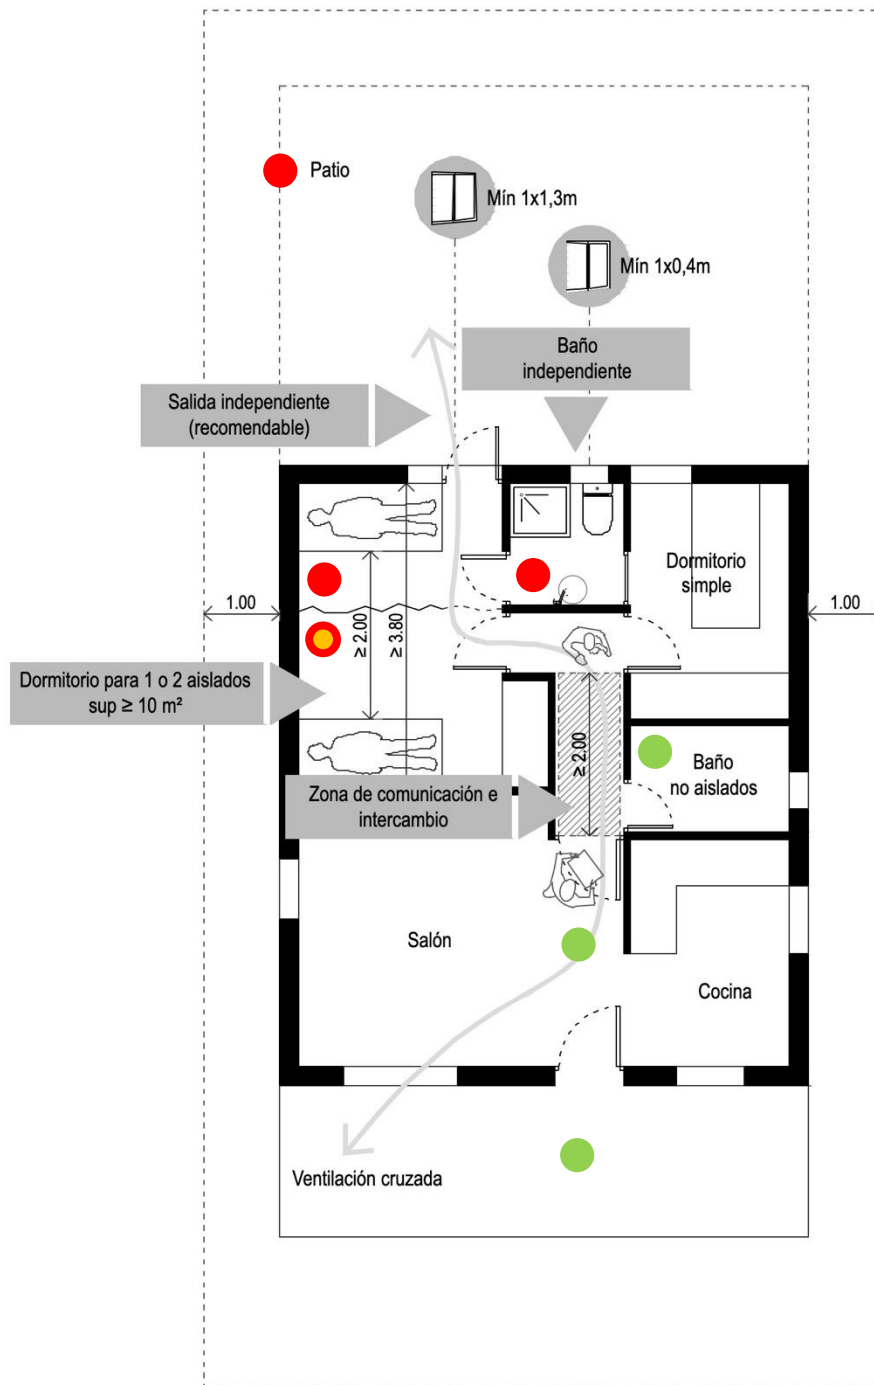 Patio
Mín 1x1,3m
Mín 1x0,4m
Baño
independiente
Salida independiente
(recomendable)
Dormitorio
simple
1.00
1.00
≥ 2.00
≥ 3.80
Dormitorio para 1 o 2 aislados
sup ≥ 10 m²
≥ 2.00
Baño
no aislados
Zona de comunicación e
intercambio
Salón
Cocina
Ventilación cruzada